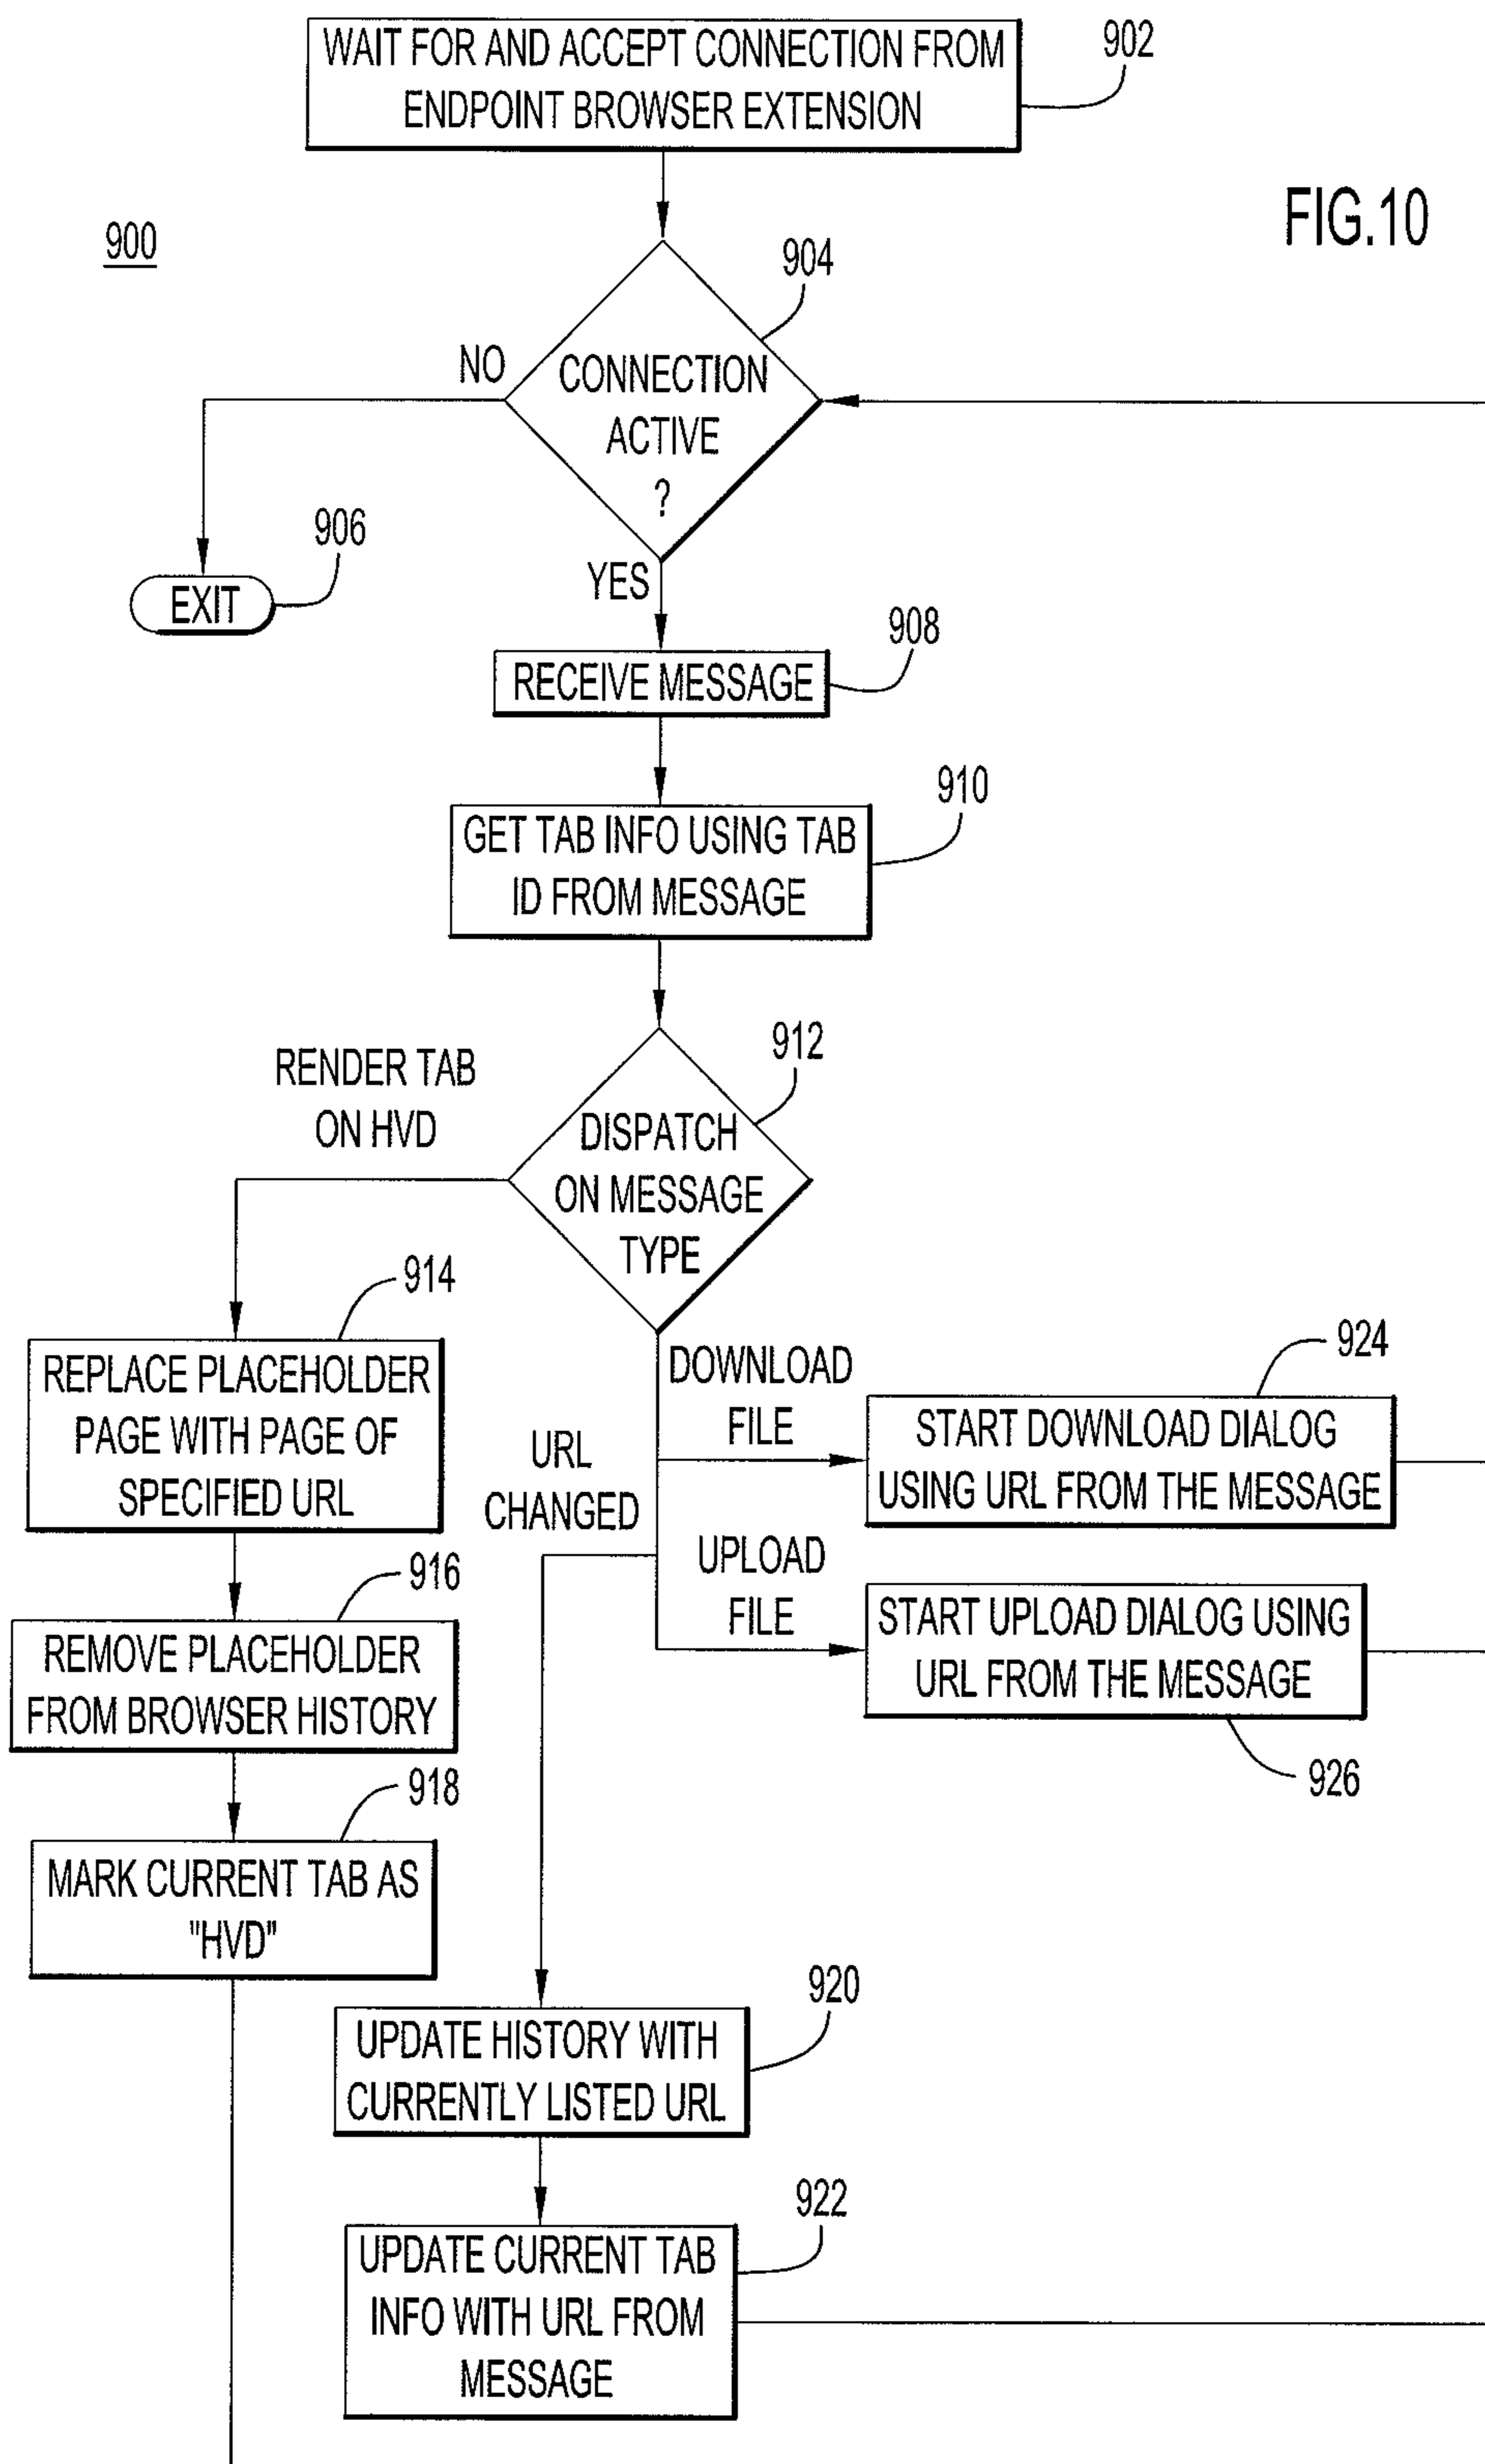 WAIT FOR AND ACCEPT CONNECTION FROM
ENDPOINT BROWSER EXTENSION
902
FIG.10
900
904
NO
CONNECTION
ACTIVE
?
906
EXIT
YES
908
RECEIVE MESSAGE
910
GET TAB INFO USING TAB
ID FROM MESSAGE
912
RENDER TAB
ON HVD
DISPATCH
ON MESSAGE
TYPE
914
REPLACE PLACEHOLDER
PAGE WITH PAGE OF
SPECIFIED URL
DOWNLOAD
FILE
924
START DOWNLOAD DIALOG
USING URL FROM THE MESSAGE
URL
CHANGED
UPLOAD
FILE
START UPLOAD DIALOG USING
URL FROM THE MESSAGE
926
916
REMOVE PLACEHOLDER
FROM BROWSER HISTORY
918
MARK CURRENT TAB AS
"HVD"
920
UPDATE HISTORY WITH
CURRENTLY LISTED URL
922
UPDATE CURRENT TAB
INFO WITH URL FROM
MESSAGE